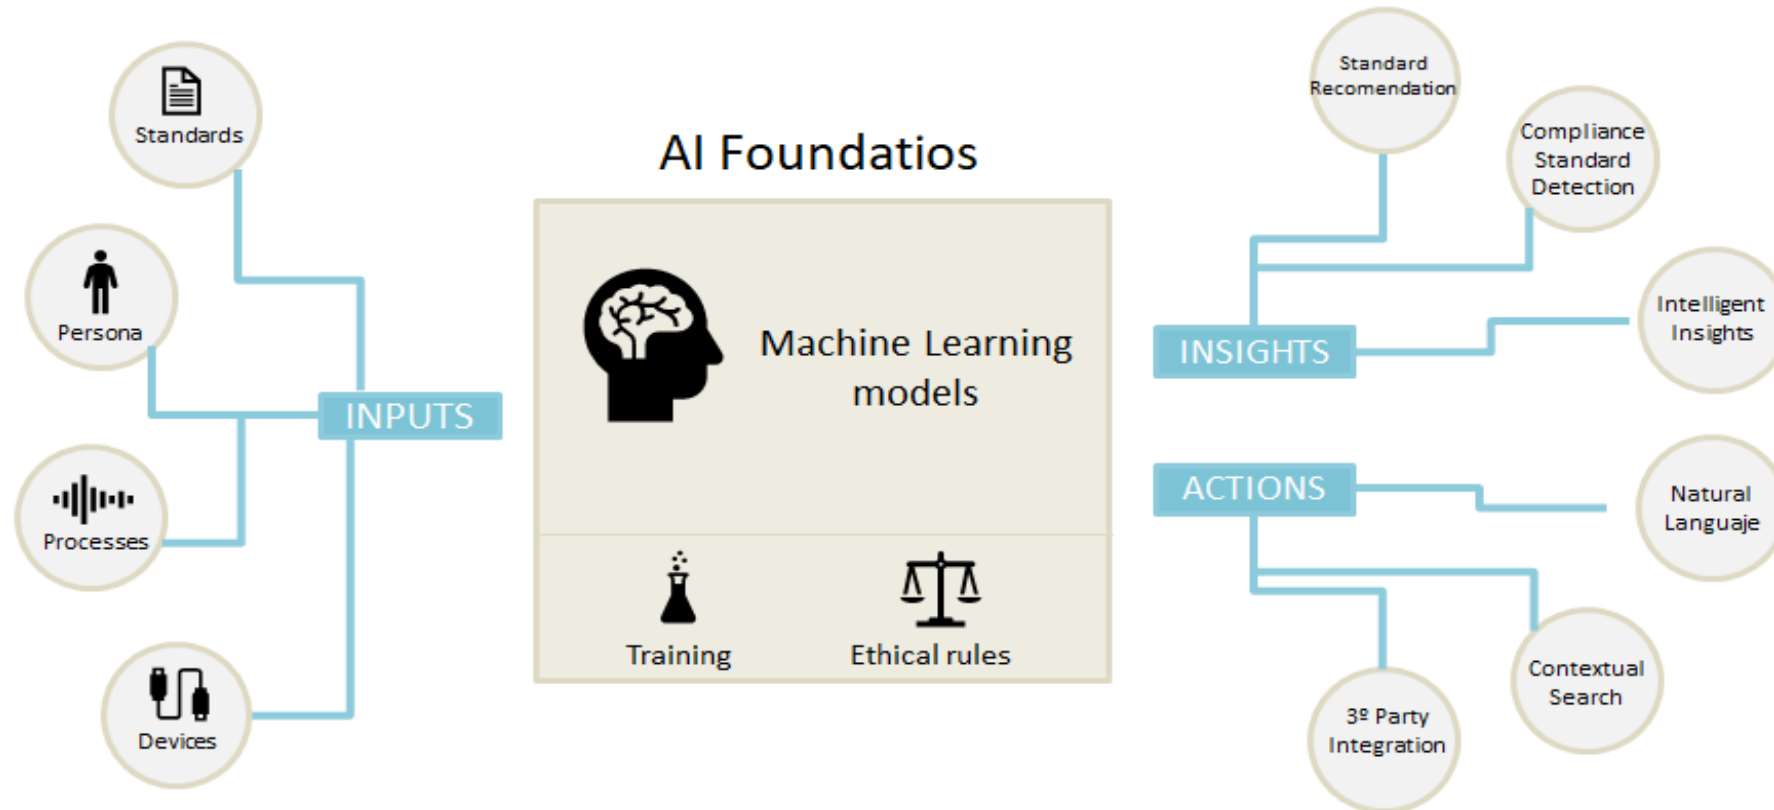 Standards
Persona
Processes
Devices
INPUTS
AI Foundatios
Machine Learning
models
Training
Ethical rules
INSIGHTS
Standard
Recomendation
Compliance
Standard
Detection
Intelligent
Insights
ACTIONS
Natural
Languaje
Contextual
Search
3º Party
Integration